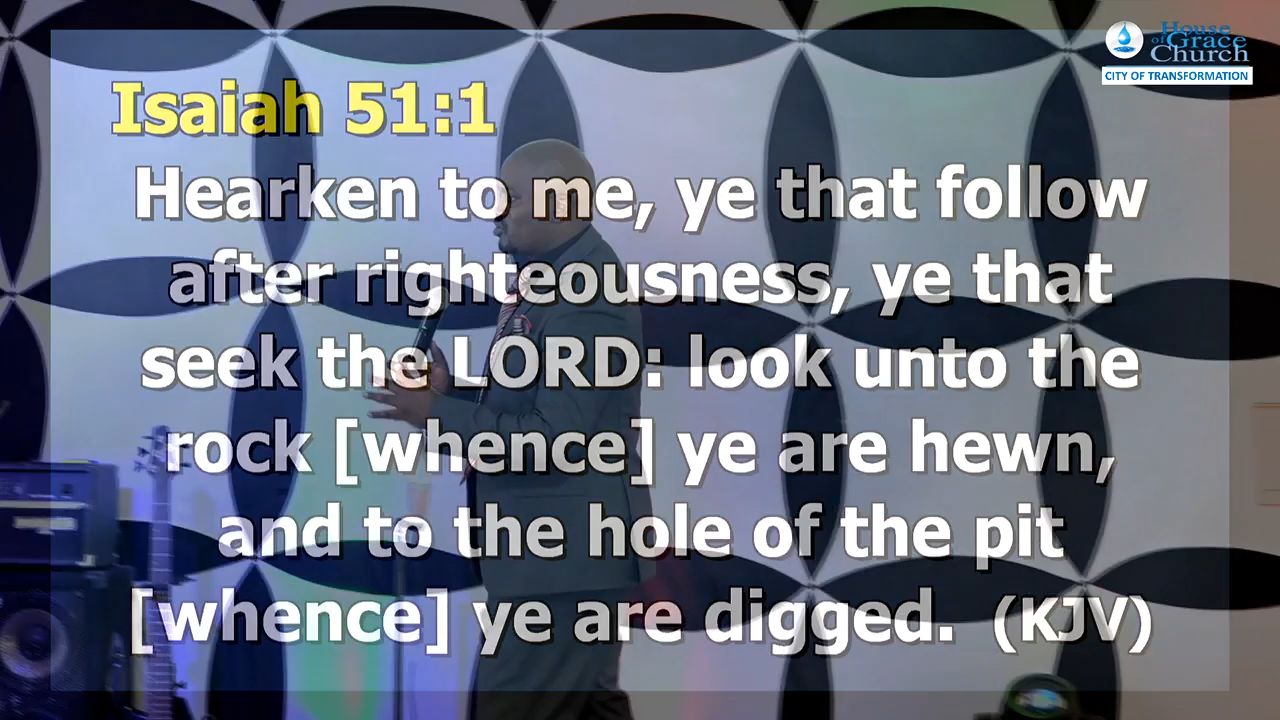 House
of Grace
Church
CITY OF TRANSFORMATION
Isaiah 51:1
Hearken to me, ye that follow
after righteousness, ye that
seek the LORD: look unto the
rock [whence] ye are hewn,
and to the hole of the pit
[whence] ye are digged. (KJV)